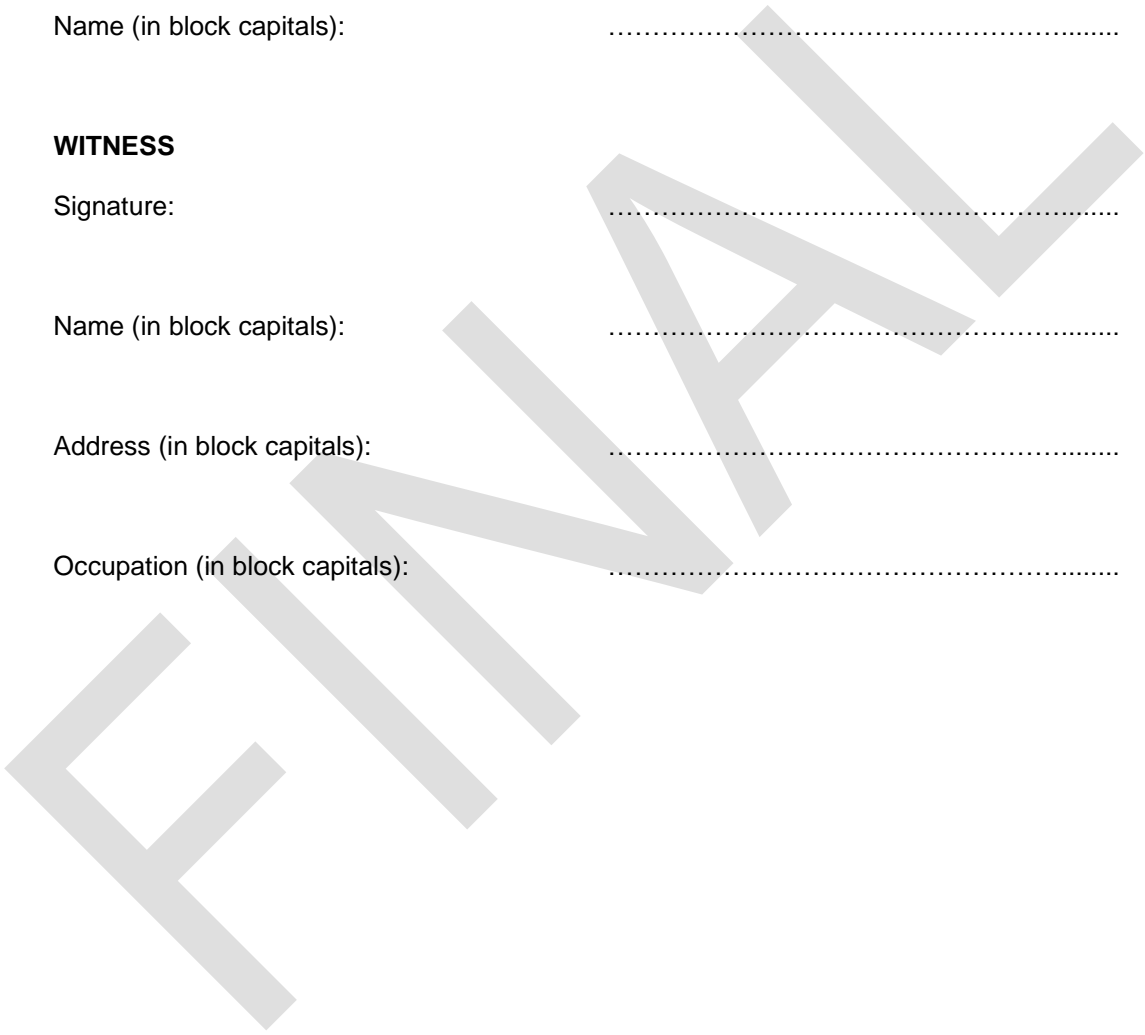 Name (in block capitals): ……………………………………………........
WITNESS
Signature: ……………………………………………........
Name (in block capitals): ……………………………………………........
Address (in block capitals): ……………………………………………........
Occupation (in block capitals): ……………………………………………........
FINAL